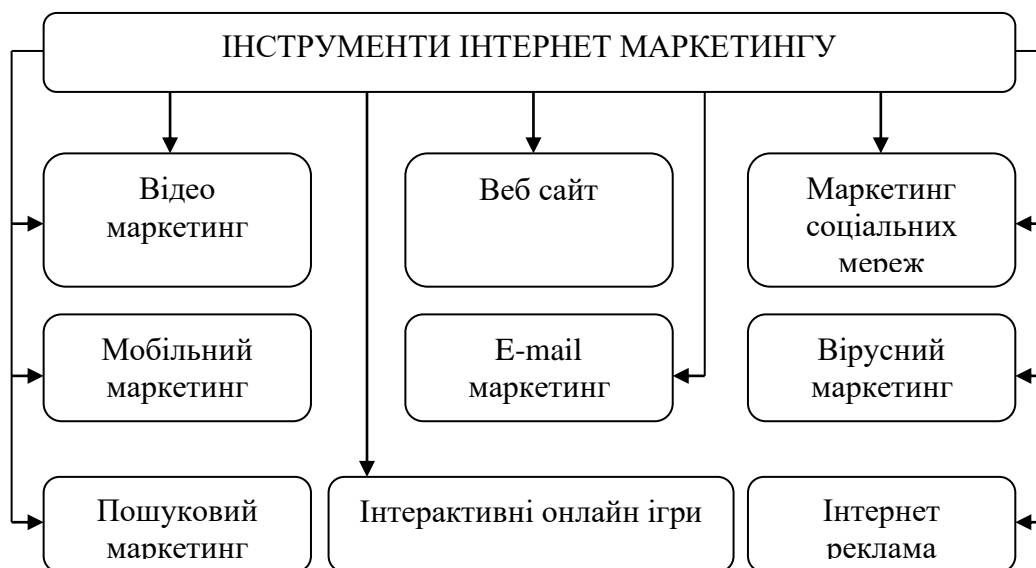 ІНСТРУМЕНТИ ІНТЕРНЕТ МАРКЕТИНГУ
Відео
маркетинг
Веб сайт
Маркетинг
соціальних
мереж
Мобільний
маркетинг
E-mail
маркетинг
Вірусний
маркетинг
Пошуковий
маркетинг
Інтерактивні онлайн ігри
Інтернет
реклама